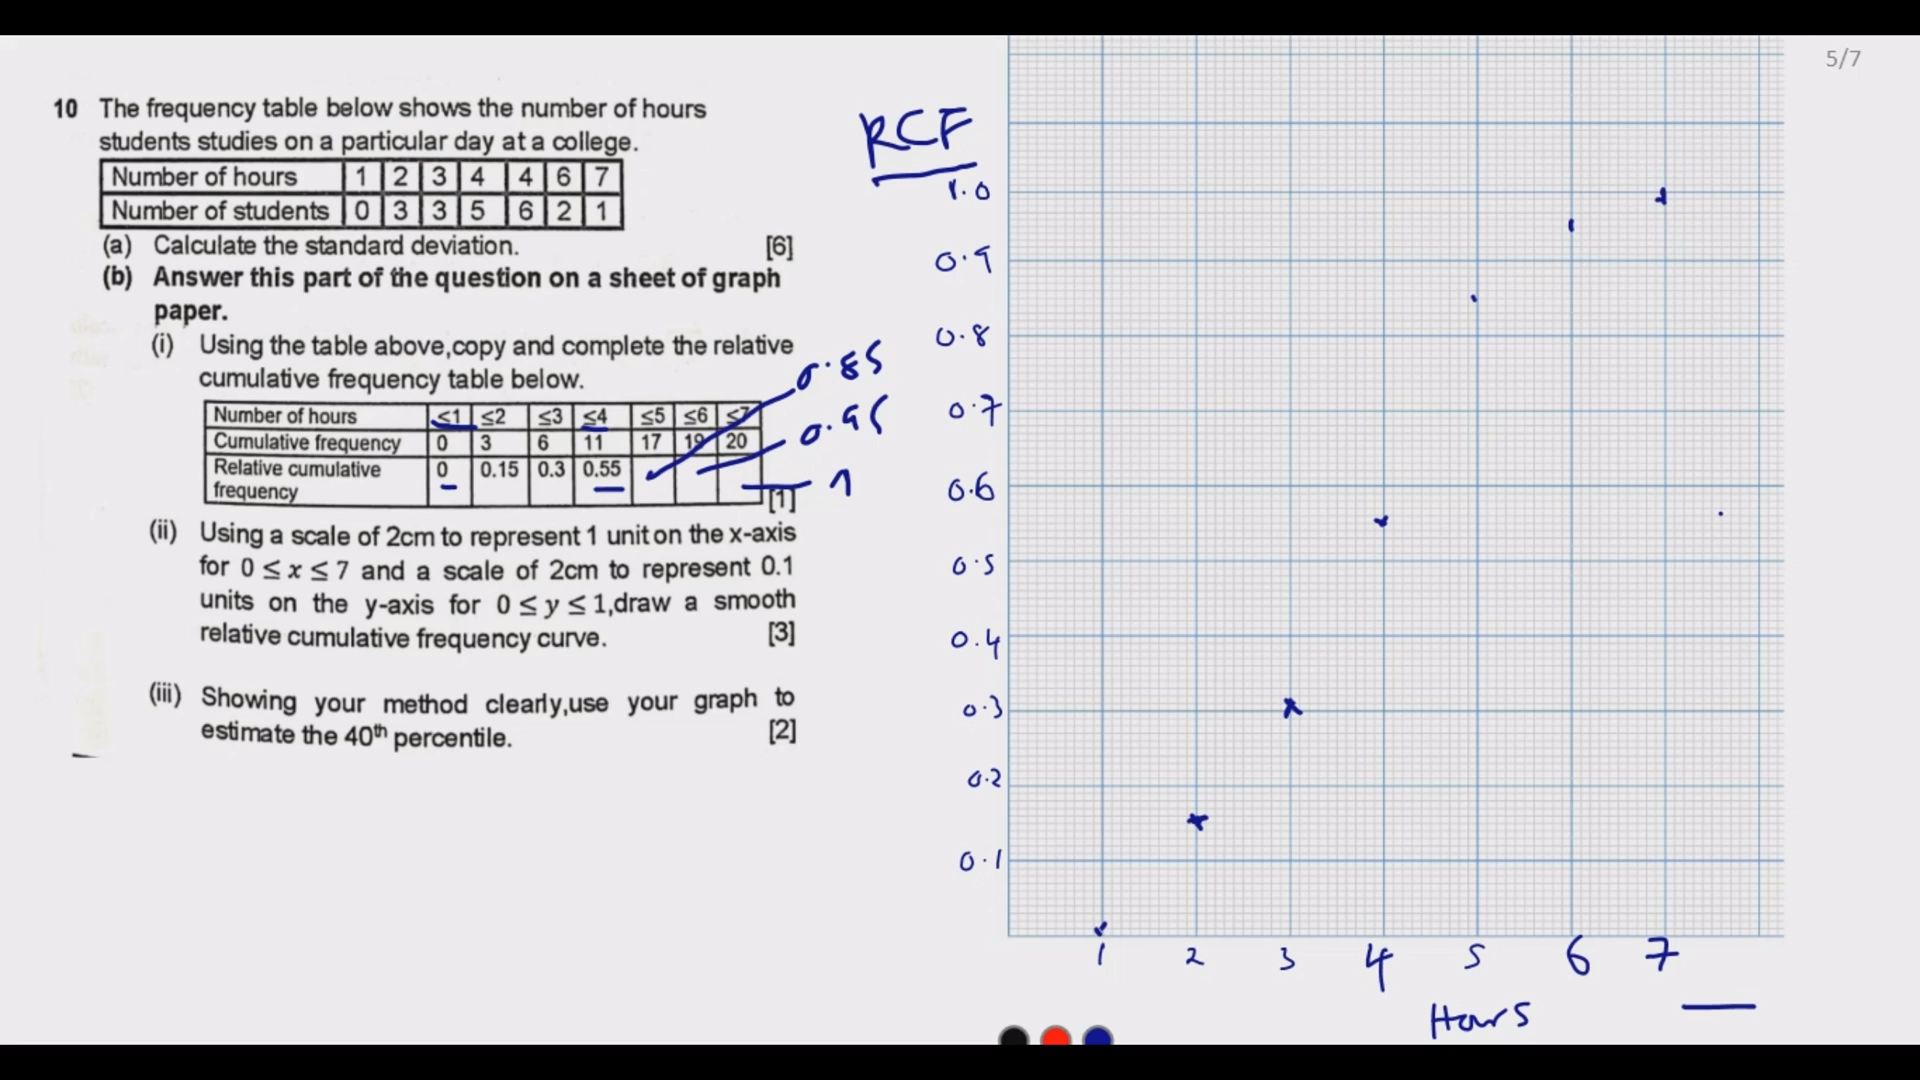 5/7
10 The frequency table below shows the number of hours
students studies on a particular day at a college.
Number of hours 1 2 3 4 4 6 7
Number of students 0 3 3 5 6 2 1
(a) Calculate the standard deviation. [6]
(b) Answer this part of the question on a sheet of graph
paper.
(i) Using the table above,copy and complete the relative
cumulative frequency table below.
Number of hours ≤1 ≤2 ≤3 ≤4 ≤5 ≤6 ≤7
Cumulative frequency 0 3 6 11 17 19 20
Relative cumulative 0 0.15 0.3 0.55
frequency
[1]
0.85
0.95
1
(ii) Using a scale of 2cm to represent 1 unit on the x-axis
for 0 ≤ x ≤ 7 and a scale of 2cm to represent 0.1
units on the y-axis for 0 ≤ y ≤ 1,draw a smooth
relative cumulative frequency curve. [3]
(iii) Showing your method clearly,use your graph to
estimate the 40th percentile. [2]
RCF
1.0
0.9
0.8
0.7
0.6
0.5
0.4
0.3
0.2
0.1
1 2 3 4 5 6 7
Hours